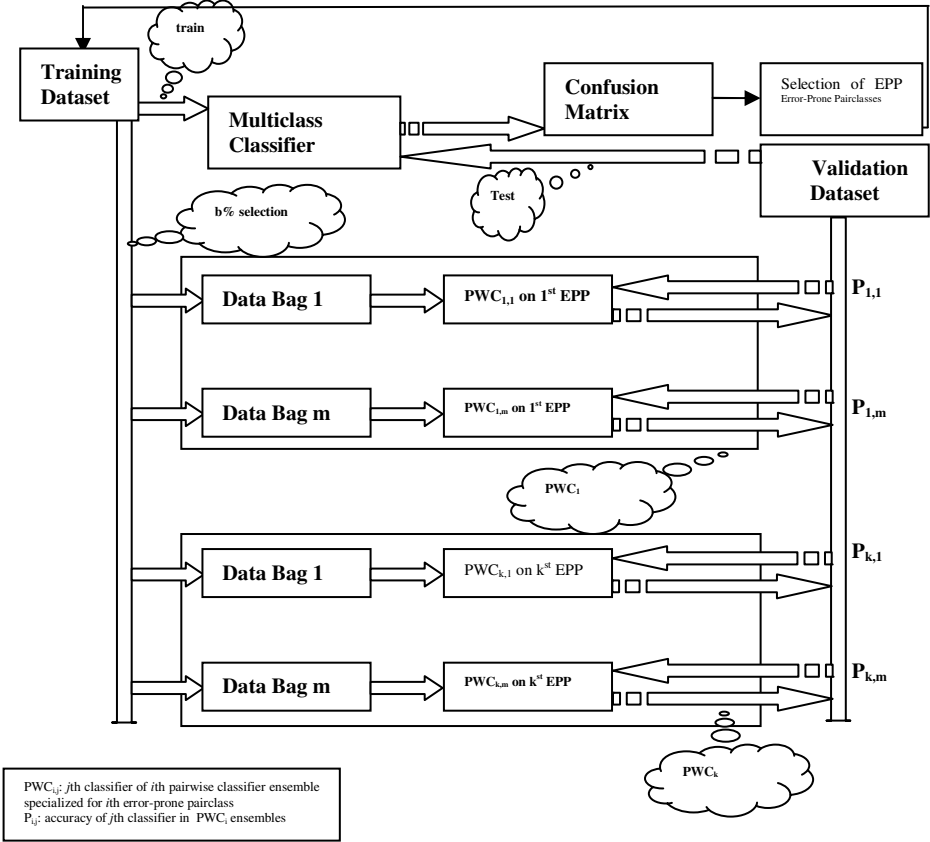 train
Training
Dataset
Multiclass
Classifier
Confusion
Matrix
Selection of EPP
Error-Prone Pairclasses
Validation
Dataset
Test
b% selection
Data Bag 1
PWC1,1 on 1st EPP
P1,1
Data Bag m
PWC1,m on 1st EPP
P1,m
PWC1
Data Bag 1
PWCk,1 on kst EPP
Pk,1
Data Bag m
PWCk,m on kst EPP
Pk,m
PWCk
PWCi,j: jth classifier of ith pairwise classifier ensemble
specialized for ith error-prone pairclass
Pi,j: accuracy of jth classifier in PWCi ensembles